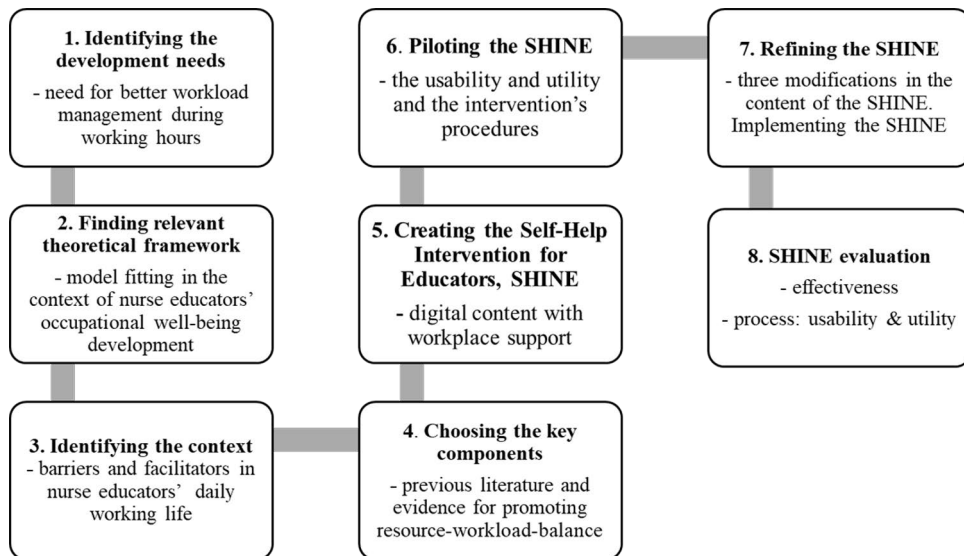 1. Identifying the
development needs
- need for better workload
management during
working hours
2. Finding relevant
theoretical framework
- model fitting in the
context of nurse educators’
occupational well-being
development
3. Identifying the context
- barriers and facilitators in
nurse educators’ daily
working life
4. Choosing the key
components
- previous literature and
evidence for promoting
resource-workload-balance
5. Creating the Self-Help
Intervention for
Educators, SHINE
- digital content with
workplace support
6. Piloting the SHINE
- the usability and utility
and the intervention’s
procedures
7. Refining the SHINE
- three modifications in the
content of the SHINE.
Implementing the SHINE
8. SHINE evaluation
- effectiveness
- process: usability & utility